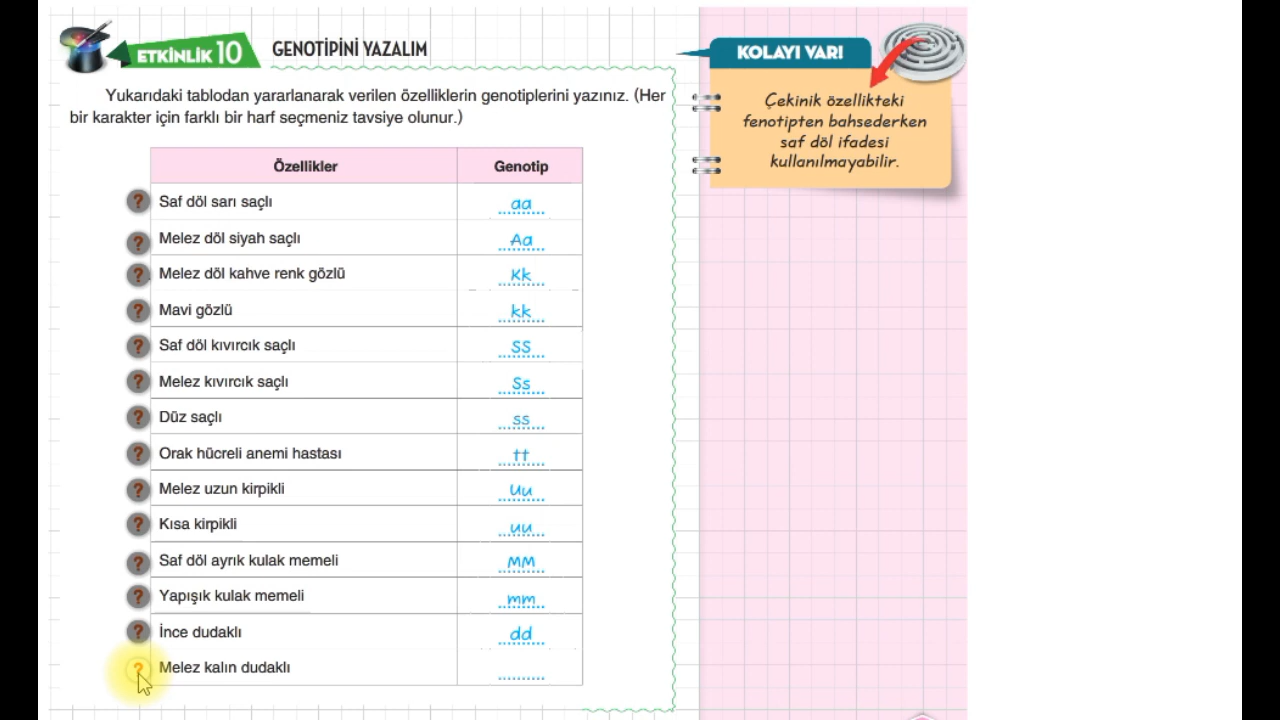 ETKİNLİK 10
GENOTİPİNİ YAZALIM
Yukarıdaki tablodan yararlanarak verilen özelliklerin genotiplerini yazınız. (Her
bir karakter için farklı bir harf seçmeniz tavsiye olunur.)
Özellikler Genotip
? Saf döl sarı saçlı aa
? Melez döl siyah saçlı Aa
? Melez döl kahve renk gözlü Kk
? Mavi gözlü kk
? Saf döl kıvırcık saçlı SS
? Melez kıvırcık saçlı Ss
? Düz saçlı ss
? Orak hücreli anemi hastası tt
? Melez uzun kirpikli Uu
? Kısa kirpikli uu
? Saf döl ayrık kulak memeli MM
? Yapışık kulak memeli mm
? İnce dudaklı dd
? Melez kalın dudaklı ..........
KOLAYI VARI
Çekinik özellikteki
fenotipten bahsederken
saf döl ifadesi
kullanılmayabilir.